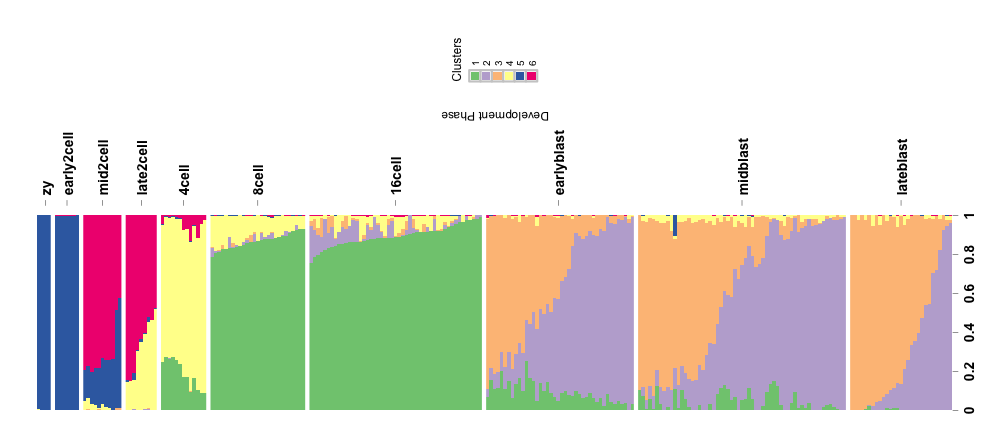 Clusters
1
2
3
4
5
6
Development Phase
zy
early2cell
mid2cell
late2cell
4cell
8cell
16cell
earlyblast
midblast
lateblast
1
0.8
0.6
0.4
0.2
0